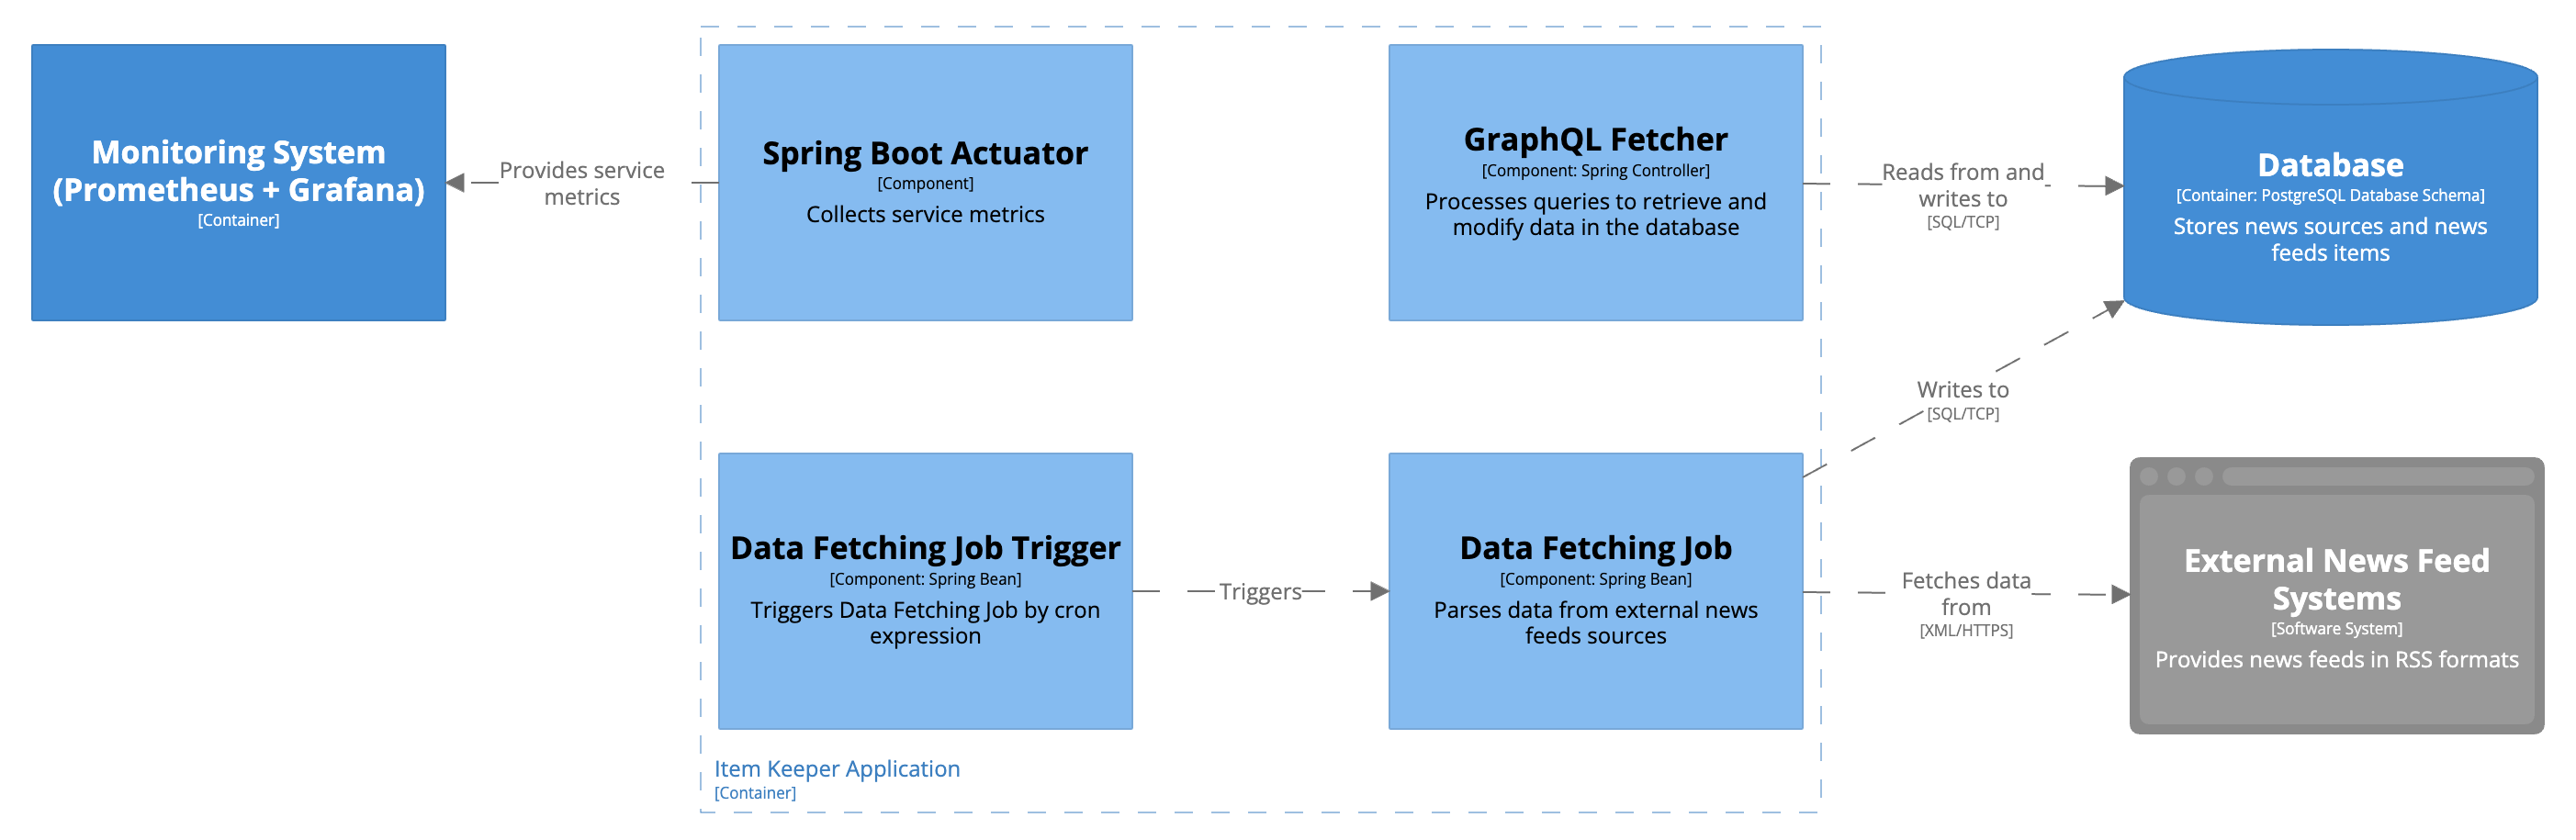 Monitoring System
(Prometheus + Grafana)
[Container]
Provides service
metrics
Spring Boot Actuator
[Component]
Collects service metrics
GraphQL Fetcher
[Component: Spring Controller]
Processes queries to retrieve and
modify data in the database
Reads from and
writes to
[SQL/TCP]
Database
[Container: PostgreSQL Database Schema]
Stores news sources and news
feeds items
Writes to
[SQL/TCP]
Data Fetching Job Trigger
[Component: Spring Bean]
Triggers Data Fetching Job by cron
expression
Triggers
Data Fetching Job
[Component: Spring Bean]
Parses data from external news
feeds sources
Fetches data
from
[XML/HTTPS]
External News Feed
Systems
[Software System]
Provides news feeds in RSS formats
Item Keeper Application
[Container]